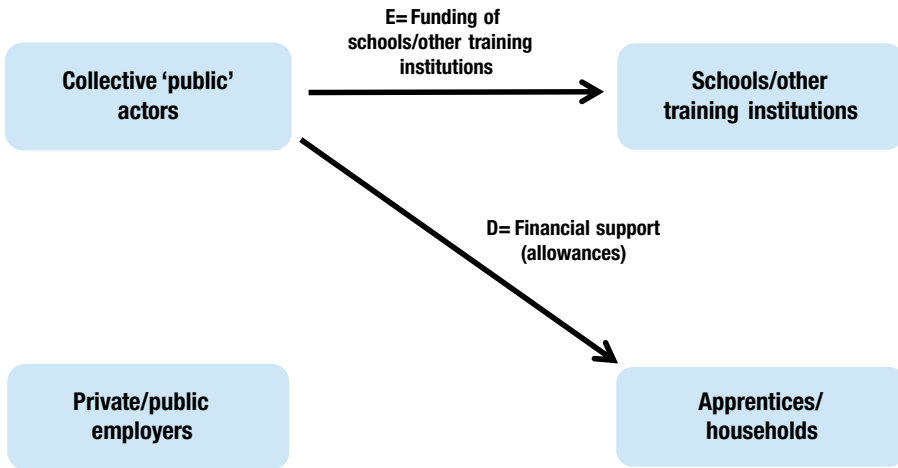 E= Funding of
schools/other training
institutions
Collective ‘public’
actors
Schools/other
training institutions
D= Financial support
(allowances)
Private/public
employers
Apprentices/
households